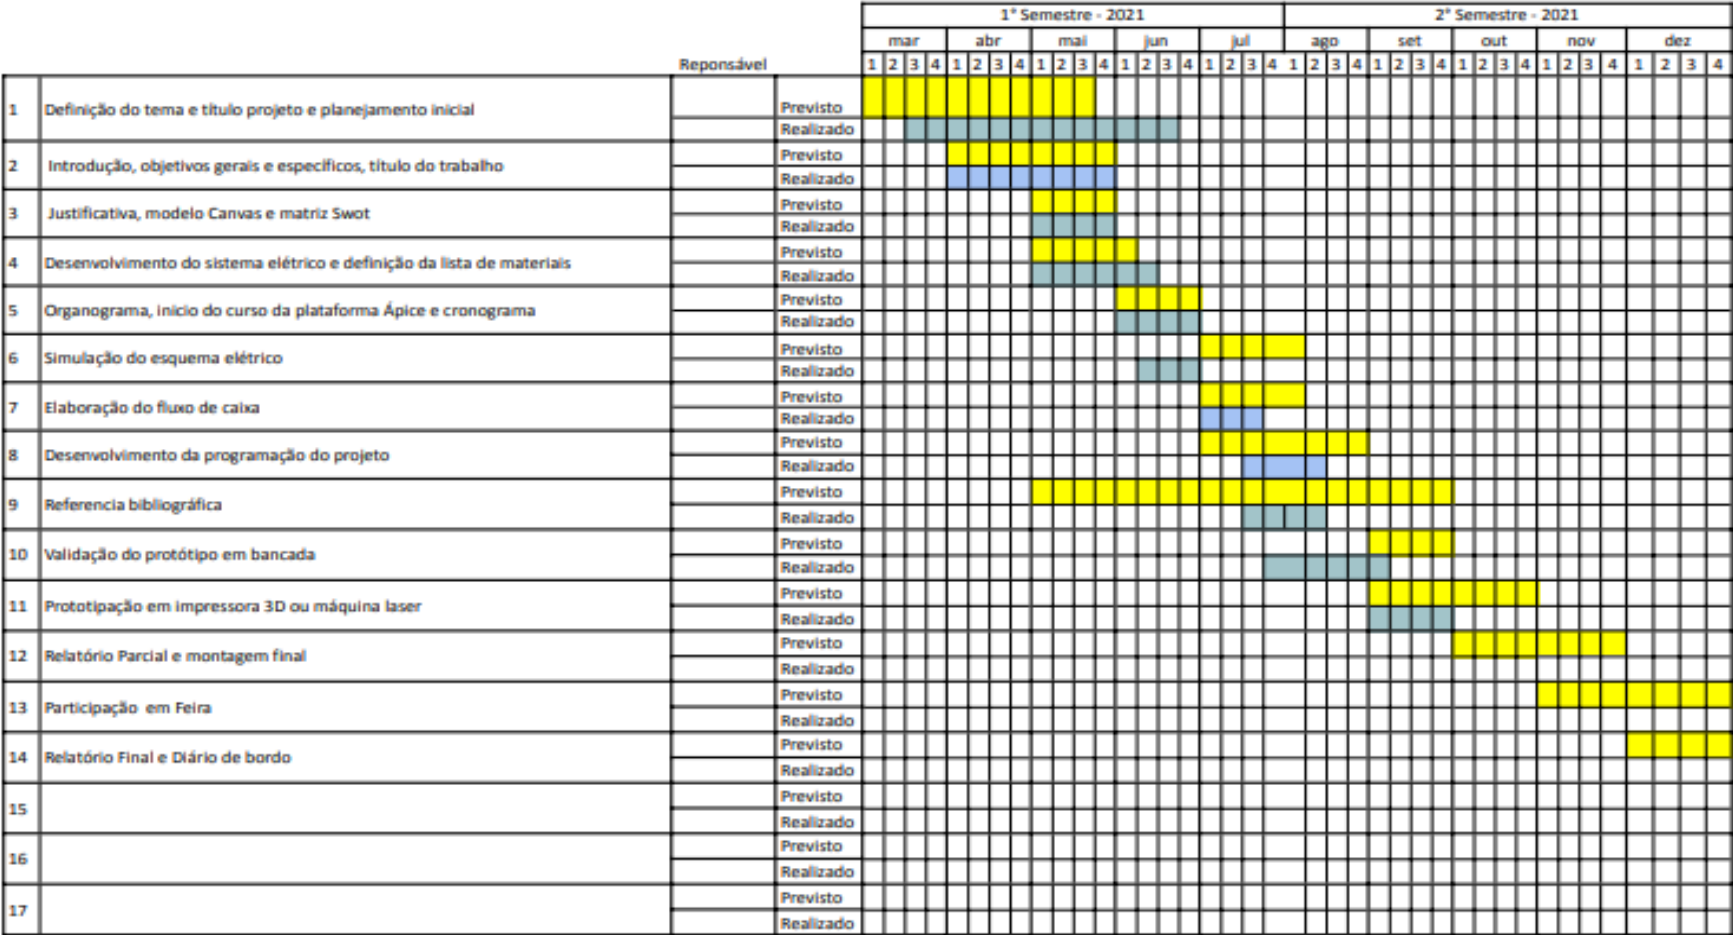 1° Semestre - 2021 2° Semestre - 2021
mar abr mai jun jul ago set out nov dez
Reponsável 1 2 3 4 1 2 3 4 1 2 3 4 1 2 3 4 1 2 3 4 1 2 3 4 1 2 3 4 1 2 3 4 1 2 3 4 1 2 3 4
1 Definição do tema e título projeto e planejamento inicial Previsto
Realizado
2 Introdução, objetivos gerais e específicos, título do trabalho Previsto
Realizado
3 Justificativa, modelo Canvas e matriz Swot Previsto
Realizado
4 Desenvolvimento do sistema elétrico e definição da lista de materiais Previsto
Realizado
5 Organograma, inicio do curso da plataforma Ápice e cronograma Previsto
Realizado
6 Simulação do esquema elétrico Previsto
Realizado
7 Elaboração do fluxo de caixa Previsto
Realizado
8 Desenvolvimento da programação do projeto Previsto
Realizado
9 Referencia bibliográfica Previsto
Realizado
10 Validação do protótipo em bancada Previsto
Realizado
11 Prototipação em impressora 3D ou máquina laser Previsto
Realizado
12 Relatório Parcial e montagem final Previsto
Realizado
13 Participação em Feira Previsto
Realizado
14 Relatório Final e Diário de bordo Previsto
Realizado
15 Previsto
Realizado
16 Previsto
Realizado
17 Previsto
Realizado